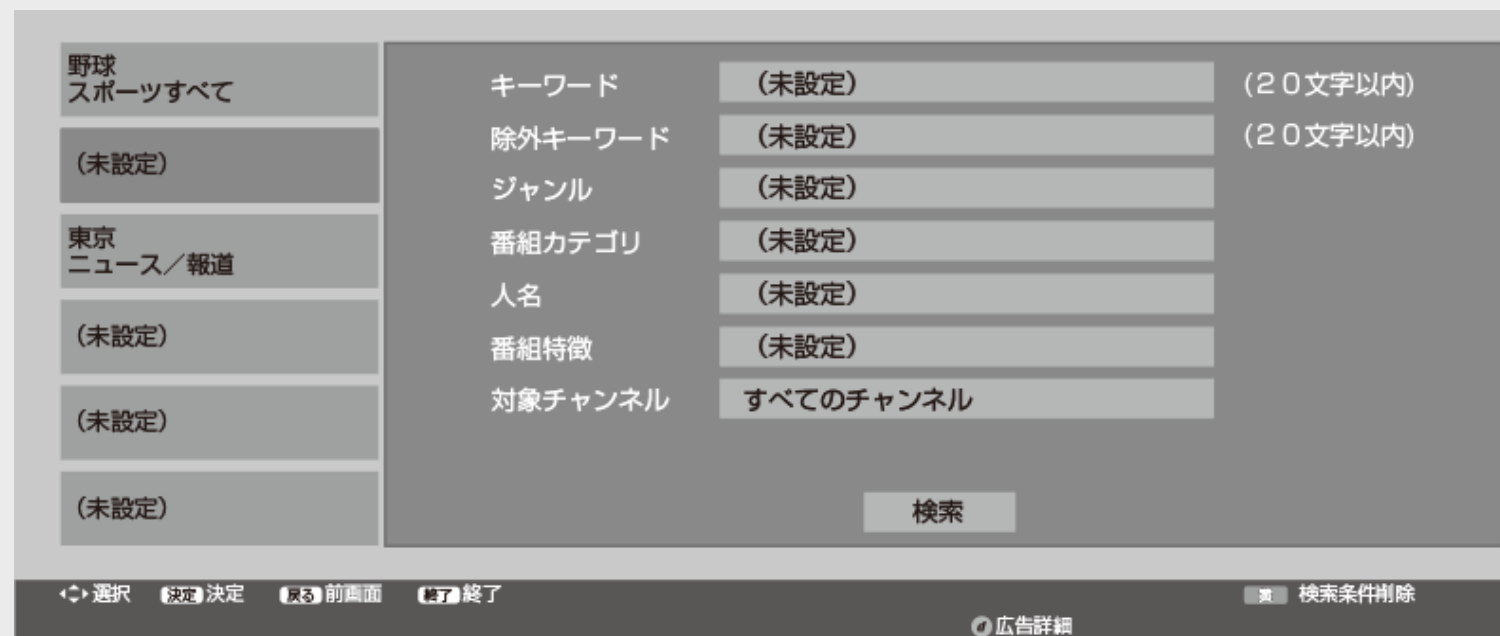 野球
スポーツすべて
（未設定）
東京
ニュース／報道
（未設定）
（未設定）
（未設定）
キーワード （未設定） (２０文字以内)
除外キーワード （未設定） (２０文字以内)
ジャンル （未設定）
番組カテゴリ （未設定）
人名 （未設定）
番組特徴 （未設定）
対象チャンネル すべてのチャンネル
検索
選択 決定 決定 戻る 前画面 終了 終了 黄 検索条件削除
d 広告詳細